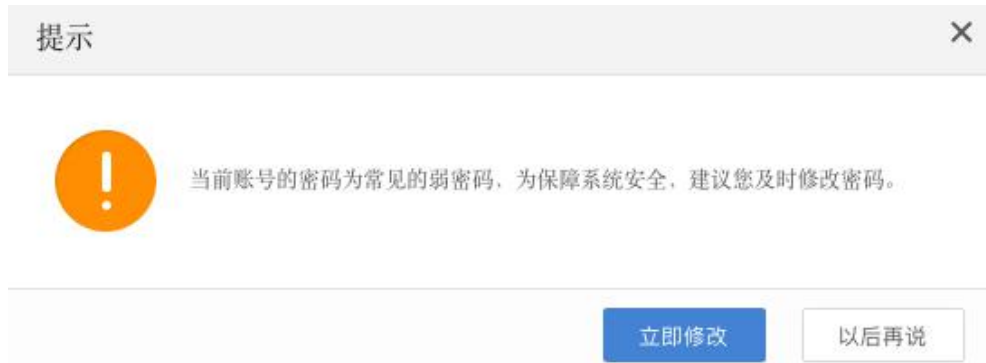 提示
当前账号的密码为常见的弱密码，为保障系统安全，建议您及时修改密码。
立即修改
以后再说